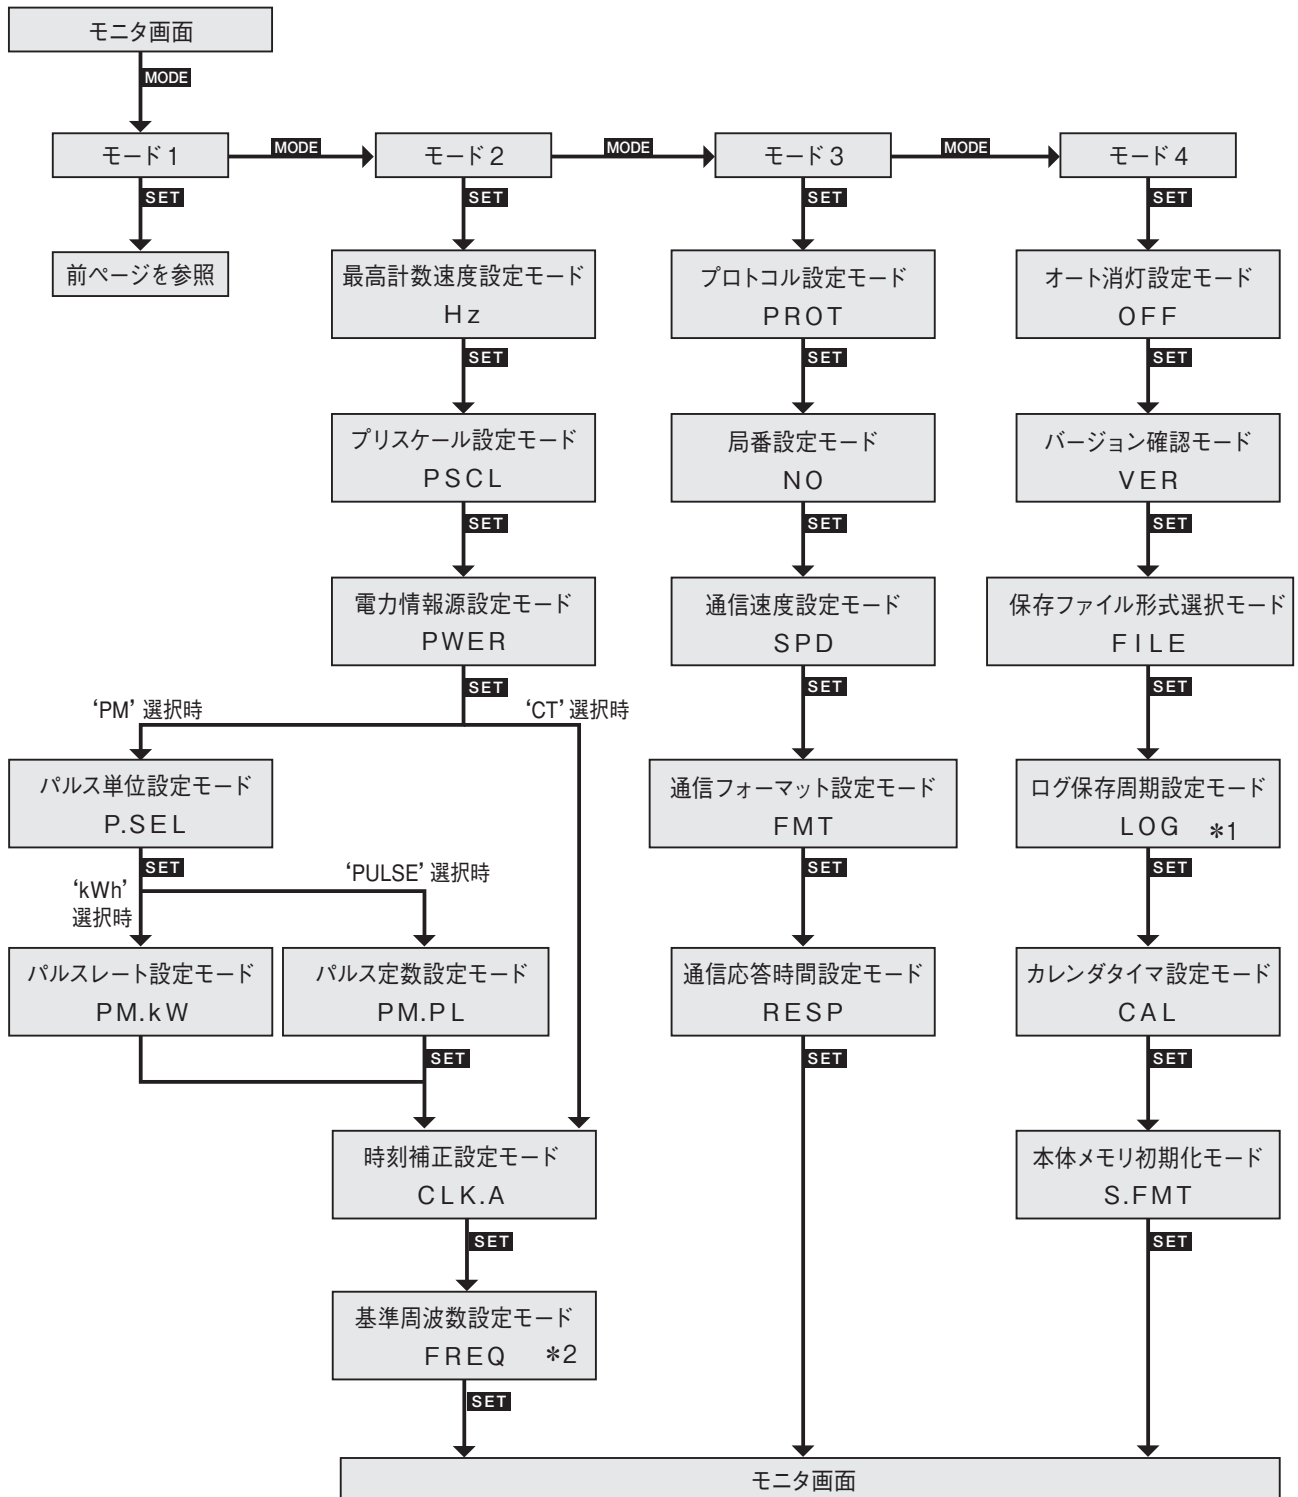 モニタ画面
MODE
モード1
MODE
モード2
MODE
モード3
MODE
モード4
SET
SET
SET
SET
前ページを参照
最高計数速度設定モード
Hz
プロトコル設定モード
PROT
オート消灯設定モード
OFF
SET
SET
SET
プリスケール設定モード
PSCL
局番設定モード
NO
バージョン確認モード
VER
SET
SET
SET
電力情報源設定モード
PWER
通信速度設定モード
SPD
保存ファイル形式選択モード
FILE
SET
SET
SET
‘PM’ 選択時
‘CT’ 選択時
パルス単位設定モード
P.SEL
通信フォーマット設定モード
FMT
ログ保存周期設定モード
LOG *1
SET
SET
SET
‘kWh’
選択時
‘PULSE’ 選択時
パルスレート設定モード
PM.kW
パルス定数設定モード
PM.PL
通信応答時間設定モード
RESP
カレンダタイマ設定モード
CAL
SET
SET
SET
時刻補正設定モード
CLK.A
本体メモリ初期化モード
S.FMT
SET
SET
基準周波数設定モード
FREQ *2
SET
モニタ画面